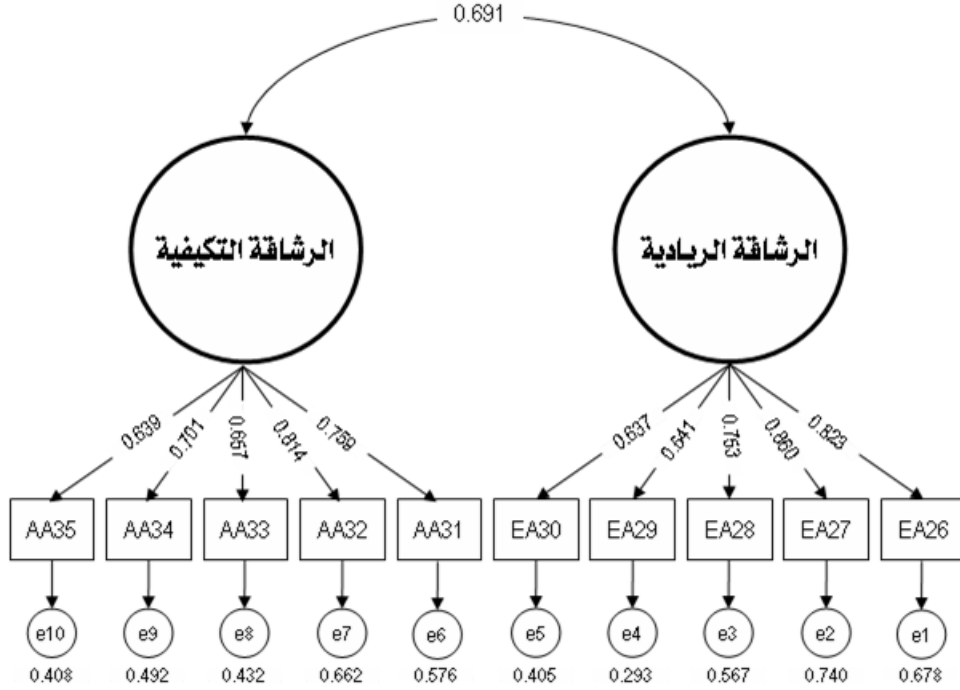 0.691
الرشاقة التكيفية
الرشاقة الريادية
0.639 0.701 0.657 0.814 0.759 0.637 0.541 0.753 0.860 0.823
AA35 AA34 AA33 AA32 AA31 EA30 EA29 EA28 EA27 EA26
e10 e9 e8 e7 e6 e5 e4 e3 e2 e1
0.408 0.492 0.432 0.662 0.576 0.405 0.293 0.567 0.740 0.678